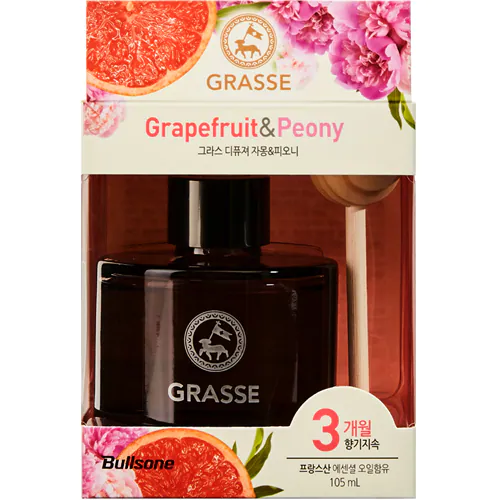 GRASSE
Grapefruit&Peony
그라스 디퓨져 자몽&피오니
GRASSE
3개월
향기지속
프랑스산 에센셜 오일함유
105 mL
Bullsone